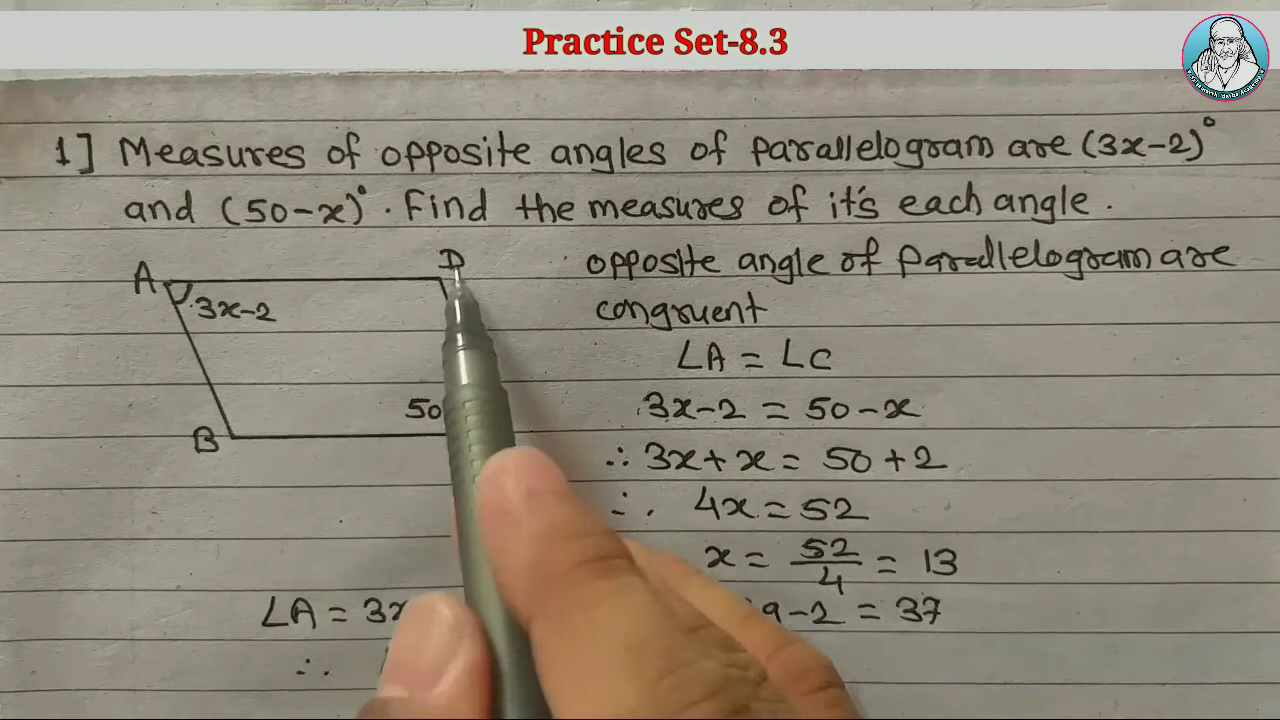 Practice Set-8.3
1] Measures of opposite angles of parallelogram are (3x-2)°
and (50-x)°. Find the measures of it's each angle.
A D
3x-2
50
B
opposite angle of parallelogram are
congruent
∠A = ∠C
3x-2 = 50-x
∴ 3x+x = 50+2
∴ 4x = 52
x = 52/4 = 13
∠A = 3x 9-2 = 37
∴